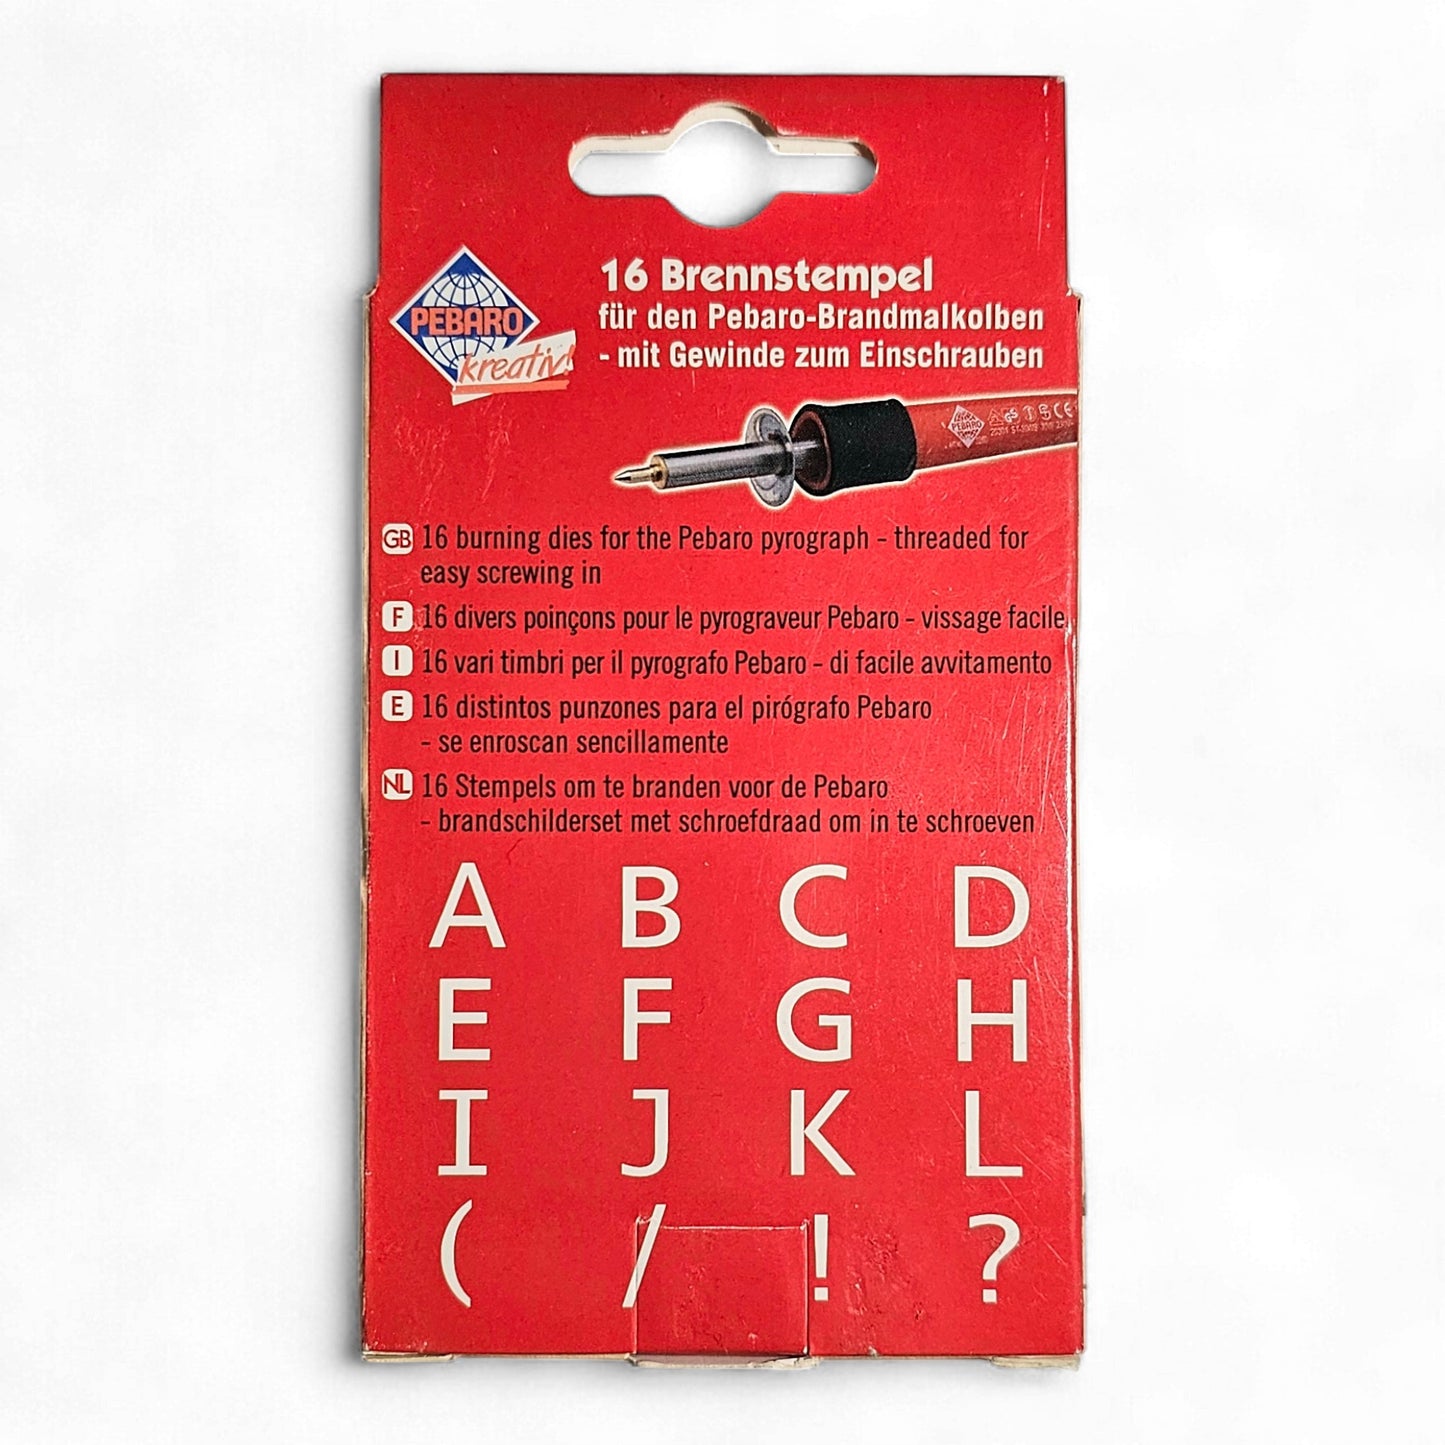 16 Brennstempel
für den Pebaro-Brandmalkolben
- mit Gewinde zum Einschrauben
PEBARO
kreativ!
PEBARO
GB 16 burning dies for the Pebaro pyrograph - threaded for
easy screwing in
F 16 divers poinçons pour le pyrograveur Pebaro - vissage facile
I 16 vari timbri per il pyrografo Pebaro - di facile avvitamento
E 16 distintos punzones para el pirógrafo Pebaro
- se enroscan sencillamente
NL 16 Stempels om te branden voor de Pebaro
- brandschilderset met schroefdraad om in te schroeven
A B C D
E F G H
I J K L
( / ! ?